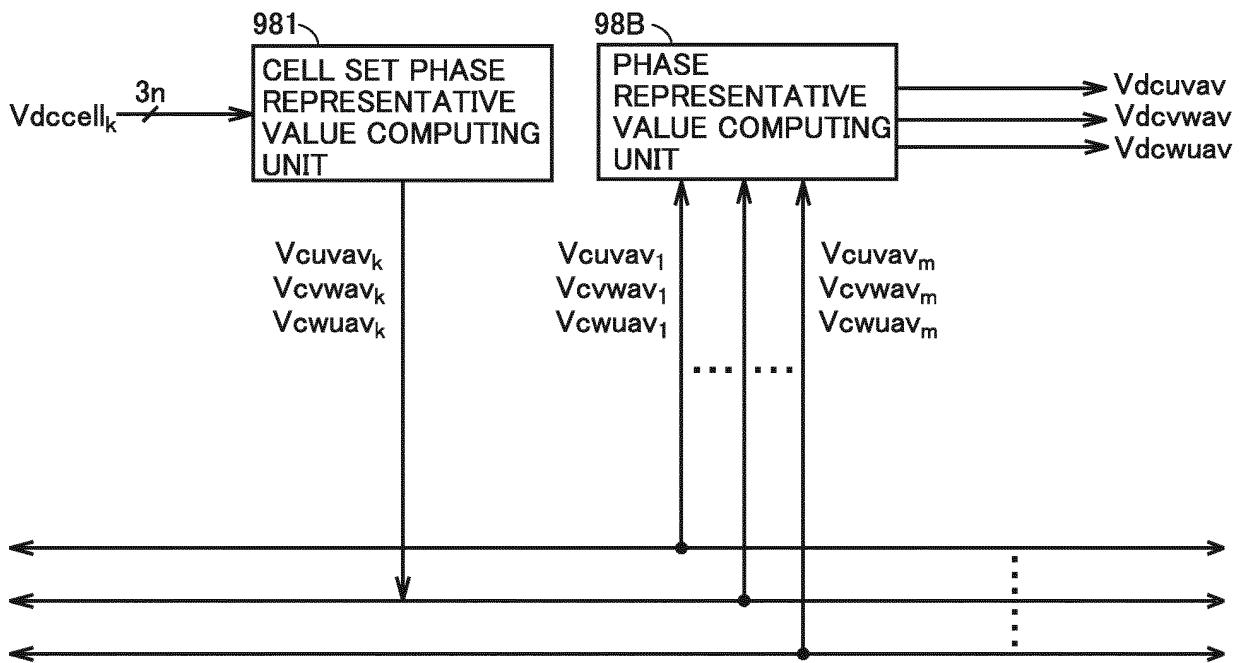 981
98B
CELL SET PHASE
REPRESENTATIVE
VALUE COMPUTING
UNIT
PHASE
REPRESENTATIVE
VALUE COMPUTING
UNIT
Vdccellk
3n
Vdcuvav
Vdcvwav
Vdcwuav
Vcuvavk
Vcvwavk
Vcwuavk
Vcuvav1
Vcvwav1
Vcwuav1
Vcuvavm
Vcvwavm
Vcwuavm